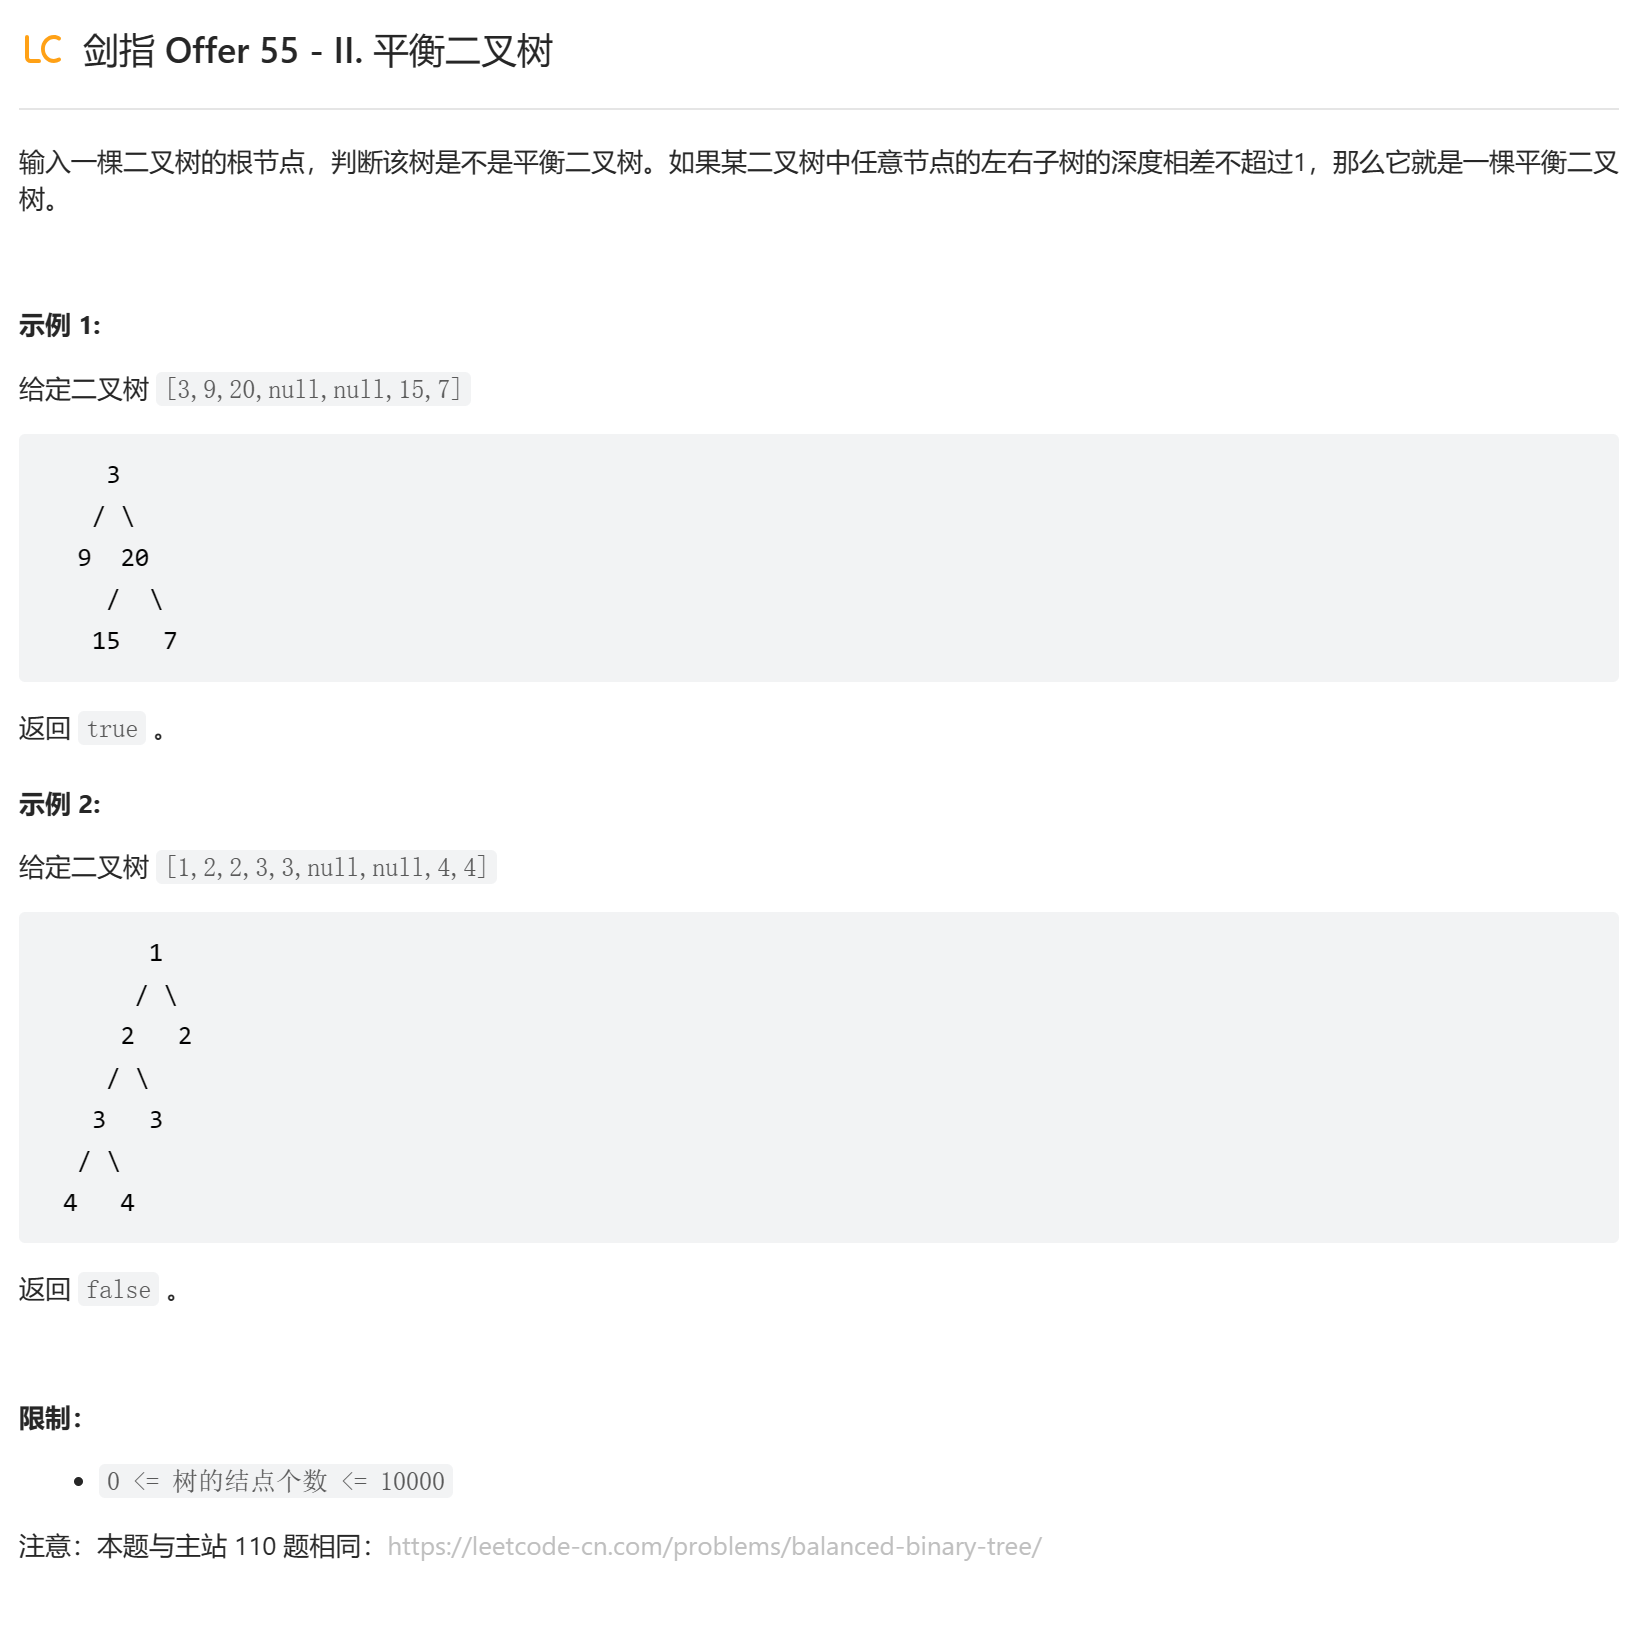 LC 剑指 Offer 55 - II. 平衡二叉树
输入一棵二叉树的根节点，判断该树是不是平衡二叉树。如果某二叉树中任意节点的左右子树的深度相差不超过1，那么它就是一棵平衡二叉
树。
示例 1:
给定二叉树 [3,9,20,null,null,15,7]
3
/ \
9 20
/ \
15 7
返回 true 。
示例 2:
给定二叉树 [1,2,2,3,3,null,null,4,4]
1
/ \
2 2
/ \
3 3
/ \
4 4
返回 false 。
限制：
• 0 <= 树的结点个数 <= 10000
注意：本题与主站 110 题相同：https://leetcode-cn.com/problems/balanced-binary-tree/